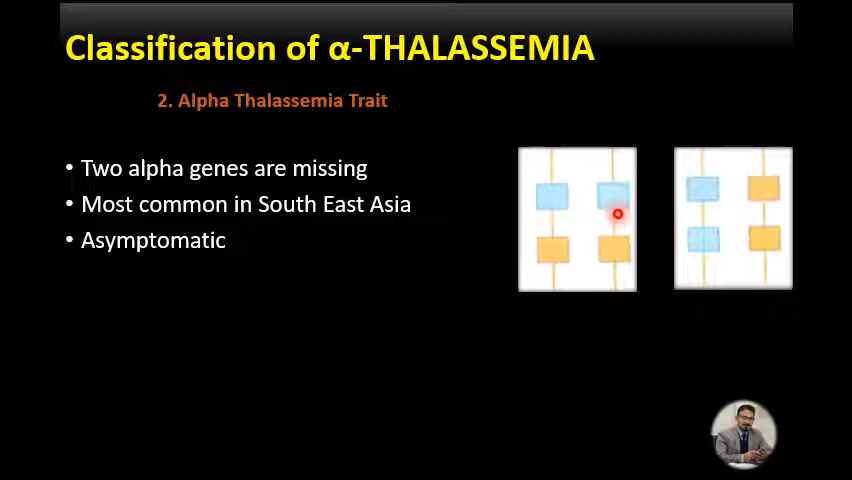 Classification of α-THALASSEMIA
2. Alpha Thalassemia Trait
• Two alpha genes are missing
• Most common in South East Asia
• Asymptomatic